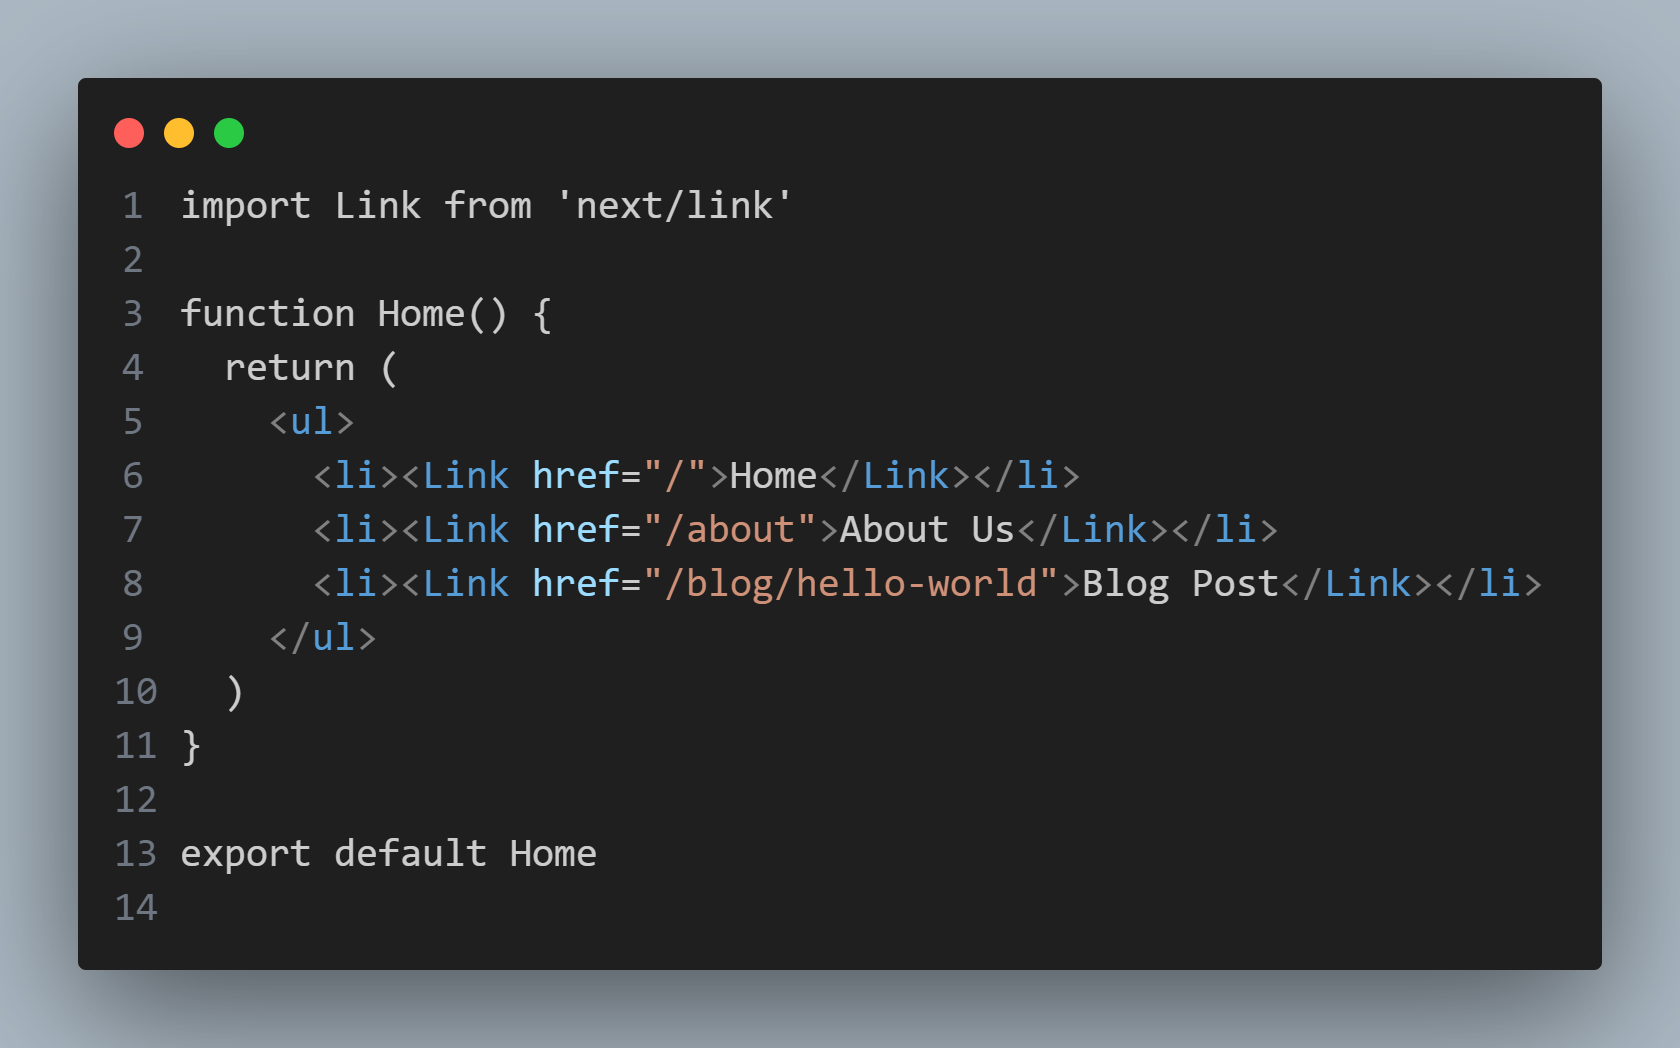 1 import Link from 'next/link'
2
3 function Home() {
4   return (
5     <ul>
6       <li><Link href="/">Home</Link></li>
7       <li><Link href="/about">About Us</Link></li>
8       <li><Link href="/blog/hello-world">Blog Post</Link></li>
9     </ul>
10   )
11 }
12
13 export default Home
14